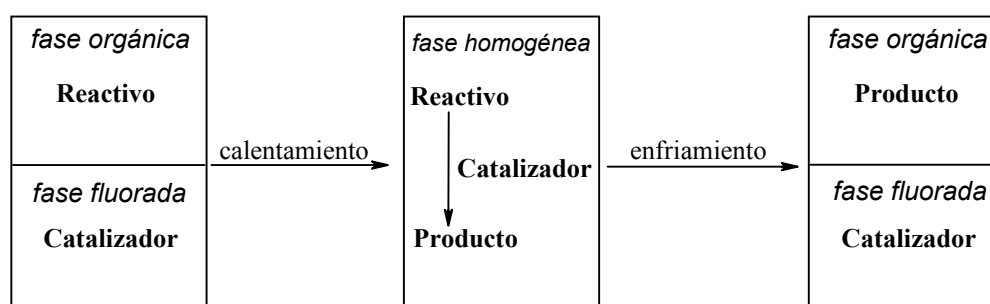 fase orgánica
Reactivo
fase fluorada
Catalizador
calentamiento
fase homogénea
Reactivo
Catalizador
Producto
enfriamiento
fase orgánica
Producto
fase fluorada
Catalizador